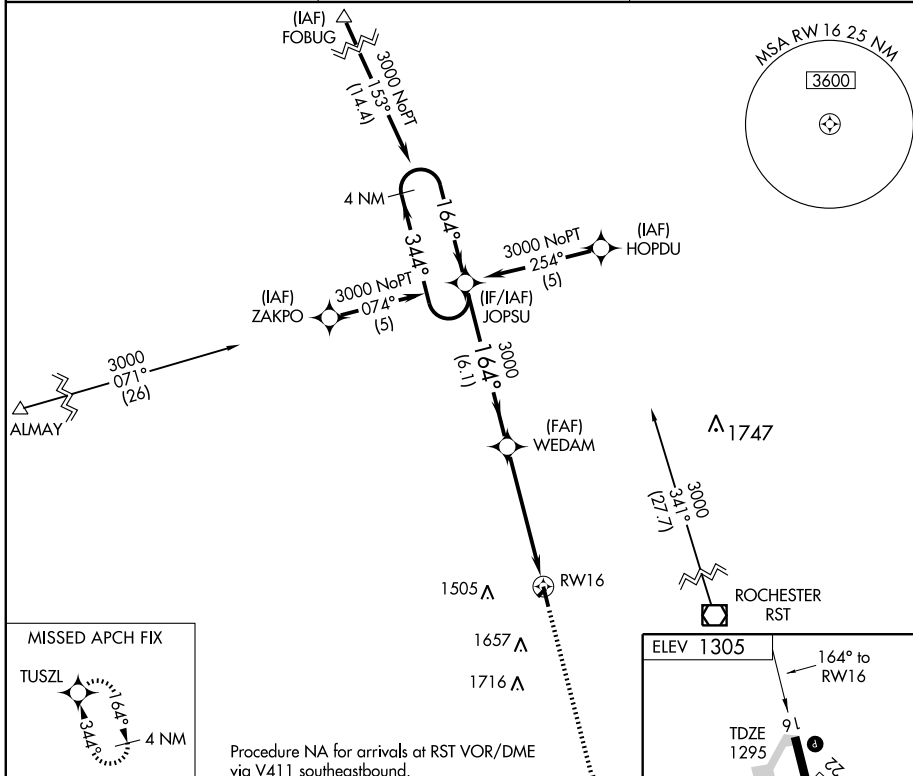 (IAF)
FOBUG
3000 NoPT
153°
(14.4)
MSA RW 16 25 NM
3600
4 NM
164°
344°
(IAF)
HOPDU
3000 NoPT
254°
(5)
(IAF)
ZAKPO
3000 NoPT
074°
(5)
(IF/IAF)
JOPSU
3000
071°
(26)
ALMAY
3000
164°
(6.1)
(FAF)
WEDAM
1747
3000
341°
(27.7)
1505
RW16
ROCHESTER
RST
1657
1716
MISSED APCH FIX
TUSZL
164°
344°
4 NM
Procedure NA for arrivals at RST VOR/DME
via V411 southeastbound.
ELEV 1305
164° to
RW16
TDZE
1295
16
P
22